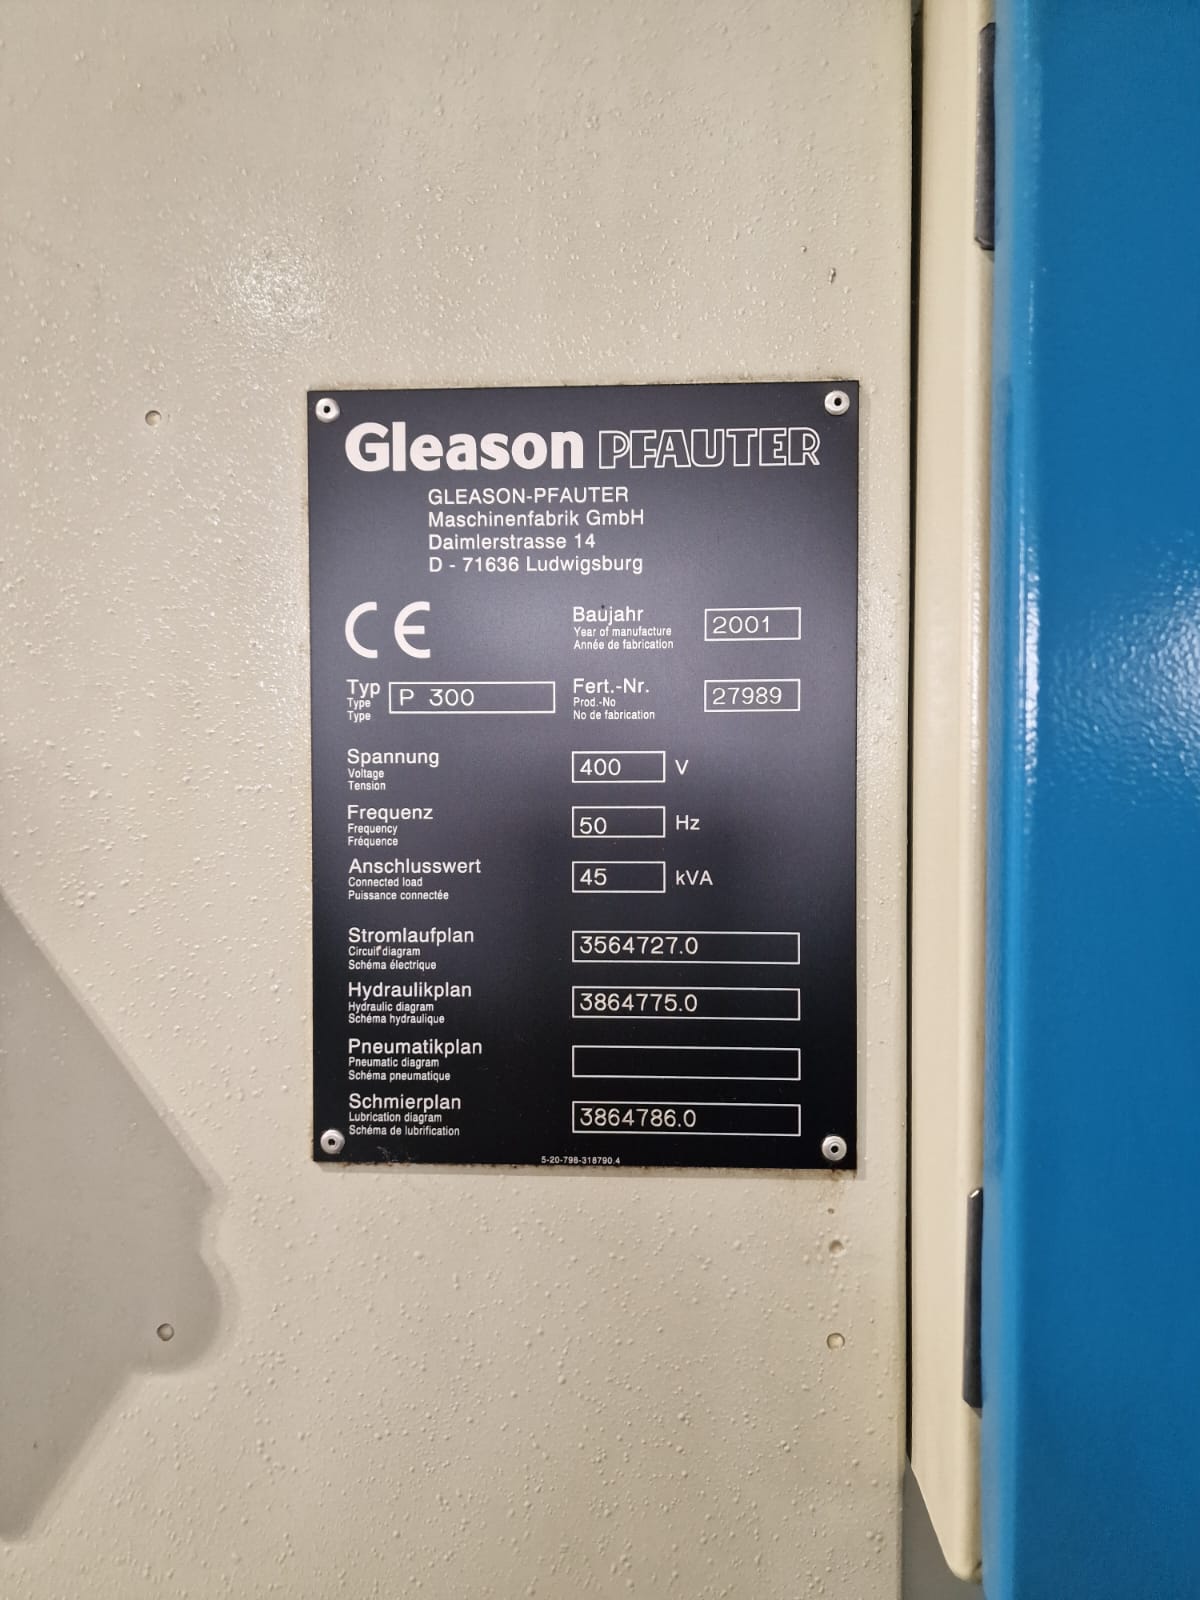 Gleason PFAUTER
GLEASON-PFAUTER
Maschinenfabrik GmbH
Daimlerstrasse 14
D - 71636 Ludwigsburg
CE
Baujahr
Year of manufacture
Année de fabrication
2001
Typ
Type
Type
P 300
Fert.-Nr.
Prod.-No
No de fabrication
27989
Spannung
Voltage
Tension
400 V
Frequenz
Frequency
Fréquence
50 Hz
Anschlusswert
Connected load
Puissance connectée
45 kVA
Stromlaufplan
Circuit diagram
Schéma électrique
3564727.0
Hydraulikplan
Hydraulic diagram
Schéma hydraulique
3864775.0
Pneumatikplan
Pneumatic diagram
Schéma pneumatique
Schmierplan
Lubrication diagram
Schéma de lubrification
3864786.0
5-20-798-318790.4